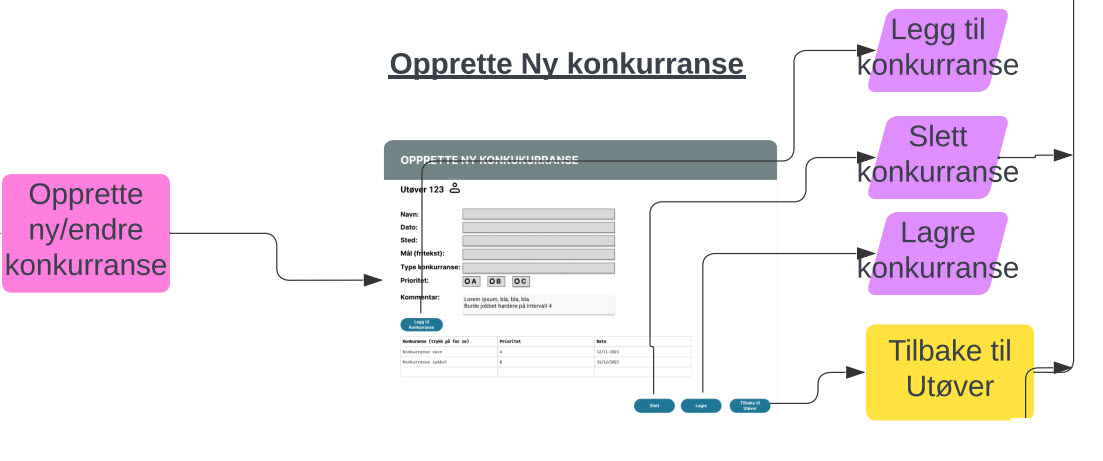 Opprette Ny konkurranse
Opprette
ny/endre
konkurranse
OPPRETTE NY KONKUKURRANSE
Utøver 123
Navn:
Dato:
Sted:
Mål (fritekst):
Type konkurranse:
Prioritet:
A
B
C
Kommentar:
Lorem ipsum, bla, bla, bla.
Burde jobbet hardere på intervall 4
Legg til
konkurranse
Konkuranse (trykk på for se) Prioritet Dato
Konkurranse navn A 12/11-2023
Konkurranse sykkel B 31/12/2023
Slett
Lagre
Tilbake til
Utøver
Legg til
konkurranse
Slett
konkurranse
Lagre
konkurranse
Tilbake til
Utøver